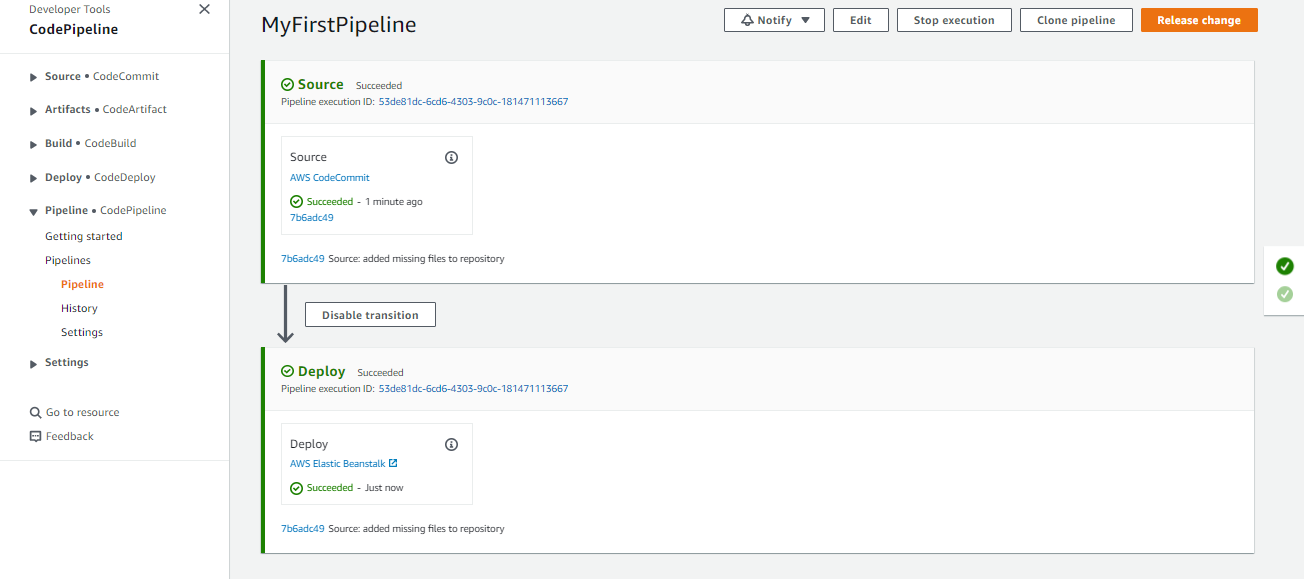 Developer Tools
CodePipeline
Source • CodeCommit
Artifacts • CodeArtifact
Build • CodeBuild
Deploy • CodeDeploy
Pipeline • CodePipeline
Getting started
Pipelines
Pipeline
History
Settings
Settings
Go to resource
Feedback
MyFirstPipeline
Notify
Edit
Stop execution
Clone pipeline
Release change
Source Succeeded
Pipeline execution ID: 53de81dc-6cd6-4303-9c0c-181471113667
Source
AWS CodeCommit
Succeeded - 1 minute ago
7b6adc49
7b6adc49 Source: added missing files to repository
Disable transition
Deploy Succeeded
Pipeline execution ID: 53de81dc-6cd6-4303-9c0c-181471113667
Deploy
AWS Elastic Beanstalk
Succeeded - Just now
7b6adc49 Source: added missing files to repository